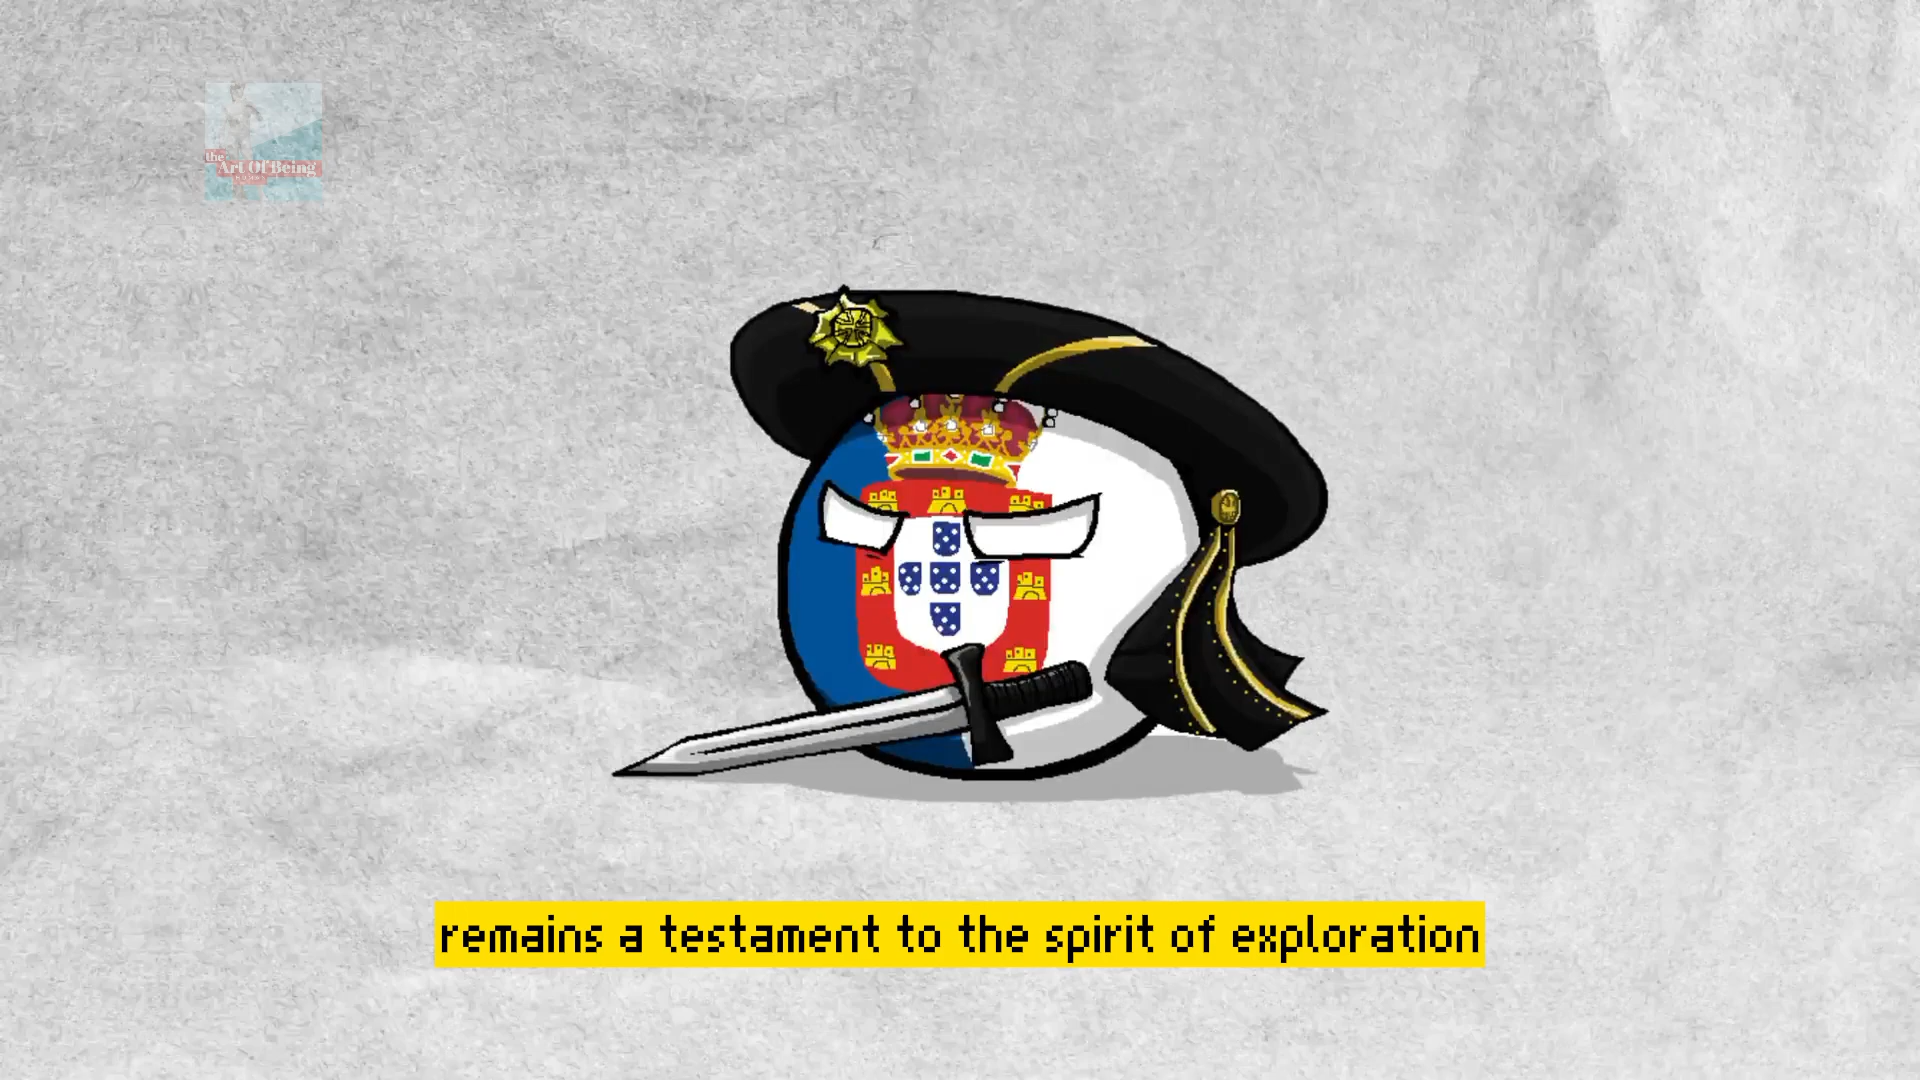 the
Art Of Being
remains a testament to the spirit of exploration